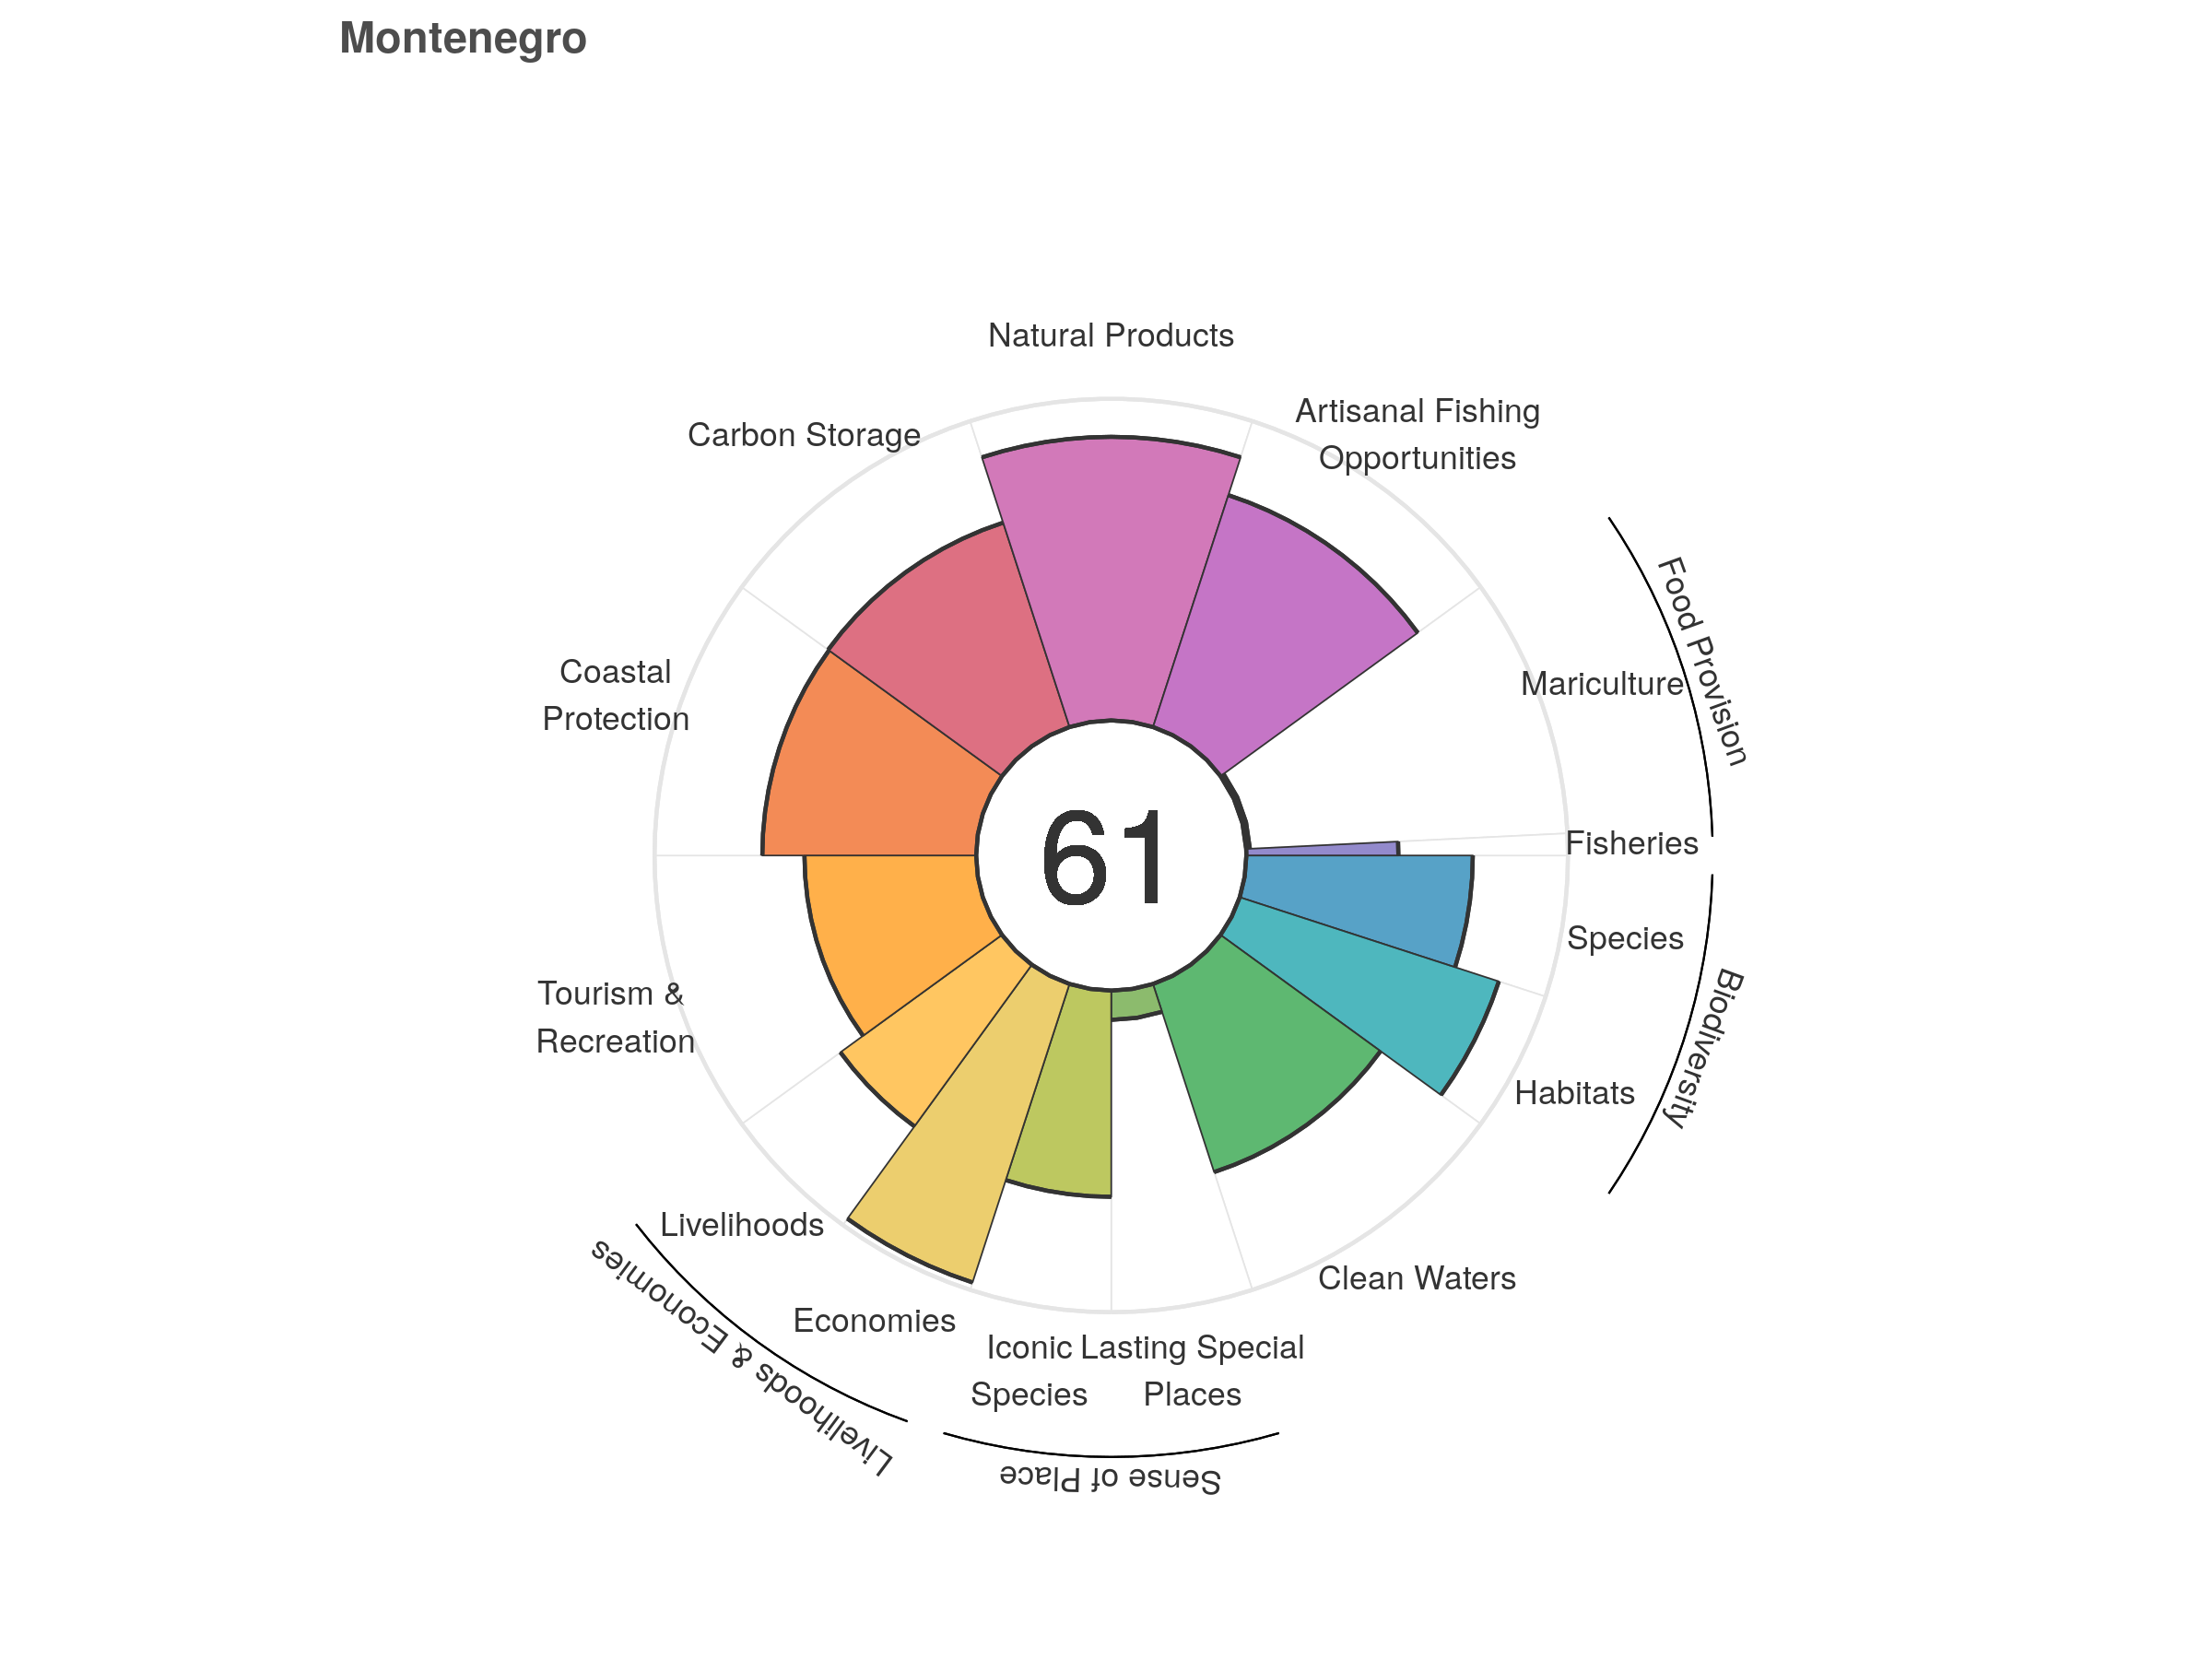 Montenegro
Natural Products
Artisanal Fishing
Opportunities
Carbon Storage
Food Provision
Mariculture
Coastal
Protection
61
Fisheries
Species
Biodiversity
Tourism &
Recreation
Habitats
Livelihoods
Clean Waters
Livelihoods & Economies
Economies
Iconic
Species
Lasting Special
Places
Sense of Place